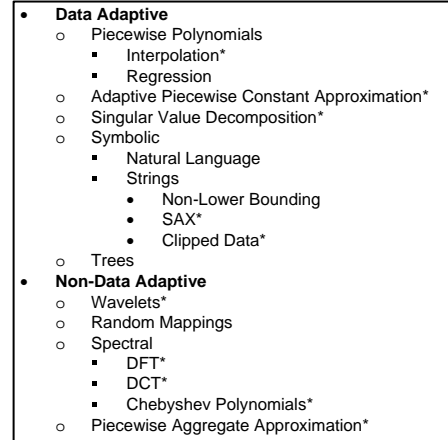 • Data Adaptive
o Piecewise Polynomials
▪ Interpolation*
▪ Regression
o Adaptive Piecewise Constant Approximation*
o Singular Value Decomposition*
o Symbolic
▪ Natural Language
▪ Strings
• Non-Lower Bounding
• SAX*
• Clipped Data*
o Trees
• Non-Data Adaptive
o Wavelets*
o Random Mappings
o Spectral
▪ DFT*
▪ DCT*
▪ Chebyshev Polynomials*
o Piecewise Aggregate Approximation*